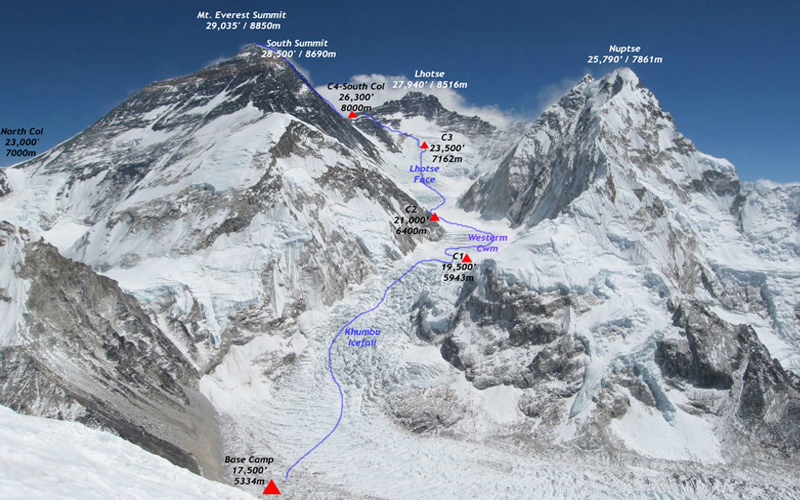 Mt. Everest Summit
29,035' / 8850m
South Summit
28,500' / 8690m
C4-South Col
26,300'
8000m
Lhotse
27,940' / 8516m
Nuptse
25,790' / 7861m
North Col
23,000'
7000m
C3
23,500'
7162m
Lhotse
Face
C2
21,000'
6400m
Westerm
Cwm
C1
19,500'
5943m
Khumbu
Icefall
Base Camp
17,500'
5334m